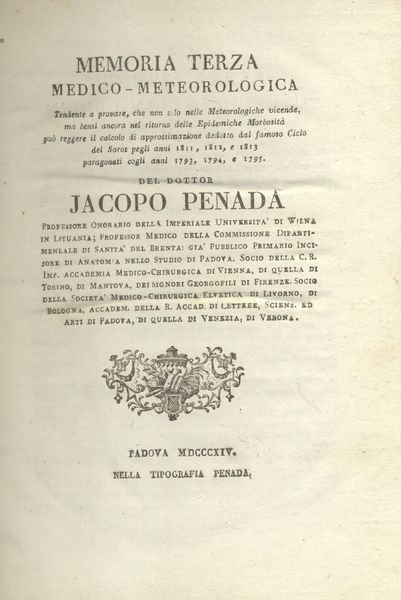 MEMORIA TERZA
MEDICO-METEOROLOGICA
Tendente a provare, che non solo nelle Meteorologiche vicende,
ma bensì ancora nel ritorno delle Epidemiche Morbosità
può reggere il calcolo di approssimazione dedotto dal famoso Ciclo
del Saros pegli anni 1811, 1812, e 1813
paragonati cogli anni 1793, 1794, e 1795.
DEL DOTTOR
JACOPO PENADA
PROFESSORE ONORARIO DELLA IMPERIALE UNIVERSITA' DI WILNA
IN LITUANIA; PROFESSOR MEDICO DELLA COMMISSIONE DIPARTI-
MENTALE DI SANITA' DEL BRENTA: GIA' PUBBLICO PRIMARIO INCI-
SORE DI ANATOMIA NELLO STUDIO DI PADOVA. SOCIO DELLA C. R.
IMP. ACCADEMIA MEDICO-CHIRURGICA DI VIENNA, DI QUELLA DI
TORINO, DI MANTOVA, DEI SIGNORI GEORGOFILI DI FIRENZE. SOCIO
DELLA SOCIETA' MEDICO-CHIRURGICA ELVETICA DI LIVORNO, DI
BOLOGNA, ACCADEM. DELLA R. ACCAD. DI LETTERE, SCIENZ. ED
ARTI DI PADOVA, DI QUELLA DI VENEZIA, DI VERONA.
PADOVA MDCCCXIV.
NELLA TIPOGRAFIA PENADA.